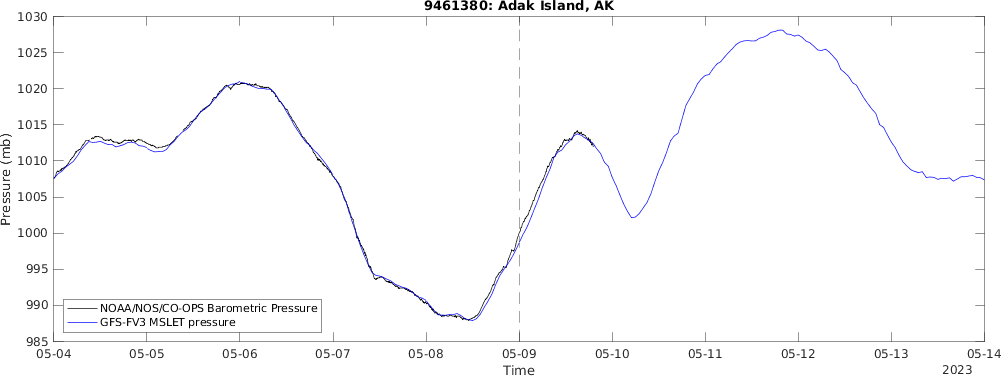 9461380: Adak Island, AK
1030
1025
1020
1015
1010
1005
1000
995
990
985
Pressure (mb)
NOAA/NOS/CO-OPS Barometric Pressure
GFS-FV3 MSLET pressure
05-04 05-05 05-06 05-07 05-08 05-09 05-10 05-11 05-12 05-13 05-14
Time
2023